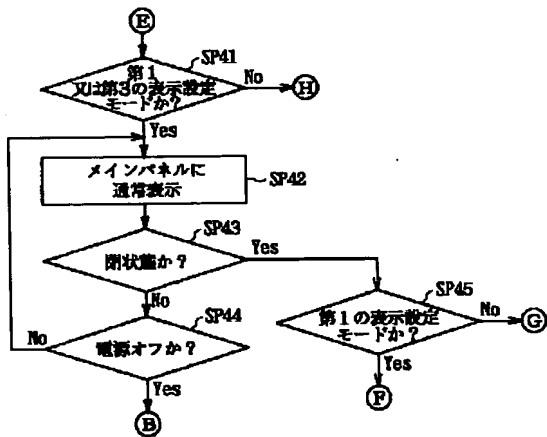 E
SP41
第1
又は第3の表示設定
モードか?
No
H
Yes
メインパネルに
通常表示
SP42
SP43
閉状態か?
Yes
No
SP44
電源オフか?
No
Yes
B
SP45
第1の表示設定
モードか?
No
G
Yes
F